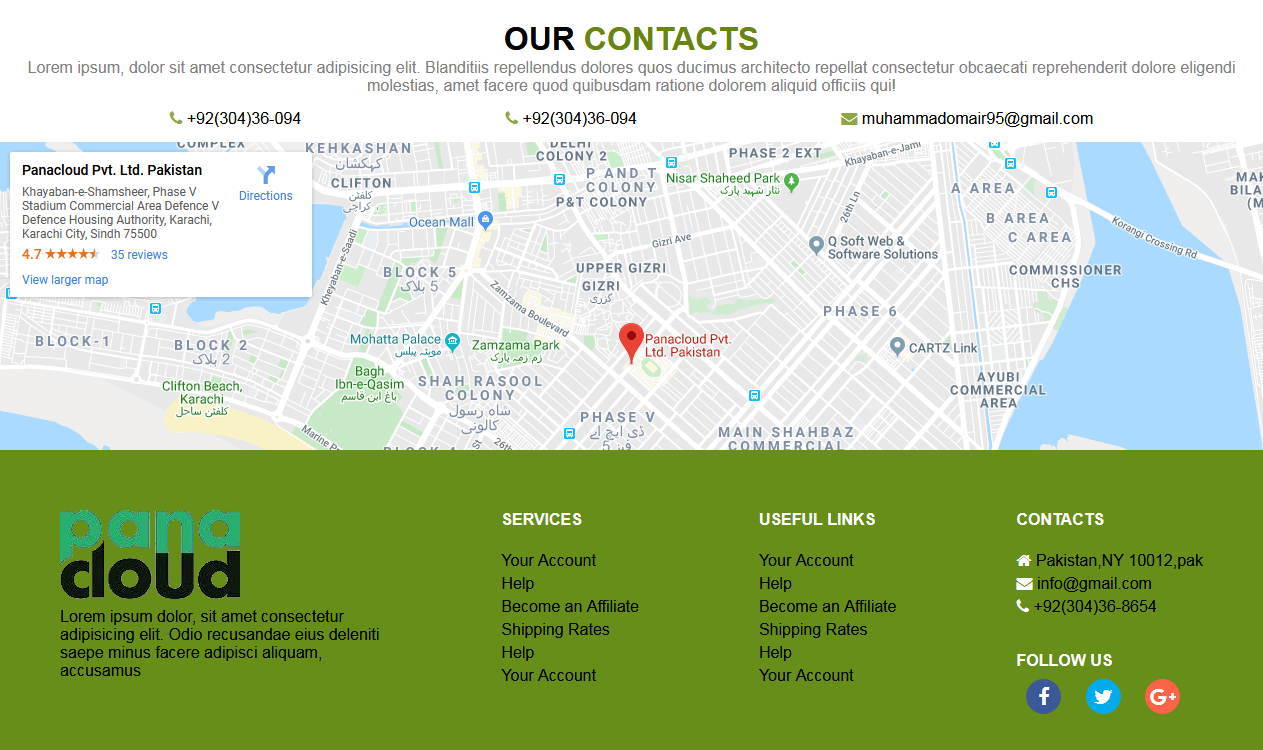 OUR CONTACTS
Lorem ipsum, dolor sit amet consectetur adipisicing elit. Blanditiis repellendus dolores quos ducimus architecto repellat consectetur obcaecati reprehenderit dolore eligendi
molestias, amet facere quod quibusdam ratione dolorem aliquid officiis qui!
+92(304)36-094
+92(304)36-094
muhammadomair95@gmail.com
Panacloud Pvt. Ltd. Pakistan
Khayaban-e-Shamsheer, Phase V
Stadium Commercial Area Defence V
Defence Housing Authority, Karachi,
Karachi City, Sindh 75500
4.7
35 reviews
View larger map
Directions
COMPLEX
KEHKASHAN
کہکشان
CLIFTON
کلفٹن
کراچی
DELHI
COLONY 2
P AND T
COLONY
P&T COLONY
Nisar Shaheed Park
نثار شہید پارک
PHASE 2 EXT
Khayaban-e-Jami
A AREA
B AREA
C AREA
26th Ln
Korangi Crossing Rd
Ocean Mall
Gizri Ave
Q Soft Web &
Software Solutions
Kheyaban-e-Saadi
BLOCK 5
بلاک 5
UPPER GIZRI
GIZRI
گزری
COMMISSIONER
CHS
Zamzama Boulevard
PHASE 6
BLOCK-1
BLOCK 2
بلاک 2
Mohatta Palace
موہٹہ پیلس
Zamzama Park
زم زمہ پارک
Panacloud Pvt.
Ltd. Pakistan
CARTZ Link
Bagh
Ibn-e-Qasim
باغ ابن قاسم
Clifton Beach,
Karachi
کلفٹن ساحل
SHAH RASOOL
COLONY
شاہ رسول
کالونی
AYUBI
COMMERCIAL
AREA
PHASE V
ڈی ایچ اے
فیز 5
MAIN SHAHBAZ
COMMERCIAL
26th
BLOCK 4
pana
cloud
Lorem ipsum dolor, sit amet consectetur
adipisicing elit. Odio recusandae eius deleniti
saepe minus facere adipisci aliquam,
accusamus
SERVICES
Your Account
Help
Become an Affiliate
Shipping Rates
Help
Your Account
USEFUL LINKS
Your Account
Help
Become an Affiliate
Shipping Rates
Help
Your Account
CONTACTS
Pakistan,NY 10012,pak
info@gmail.com
+92(304)36-8654
FOLLOW US